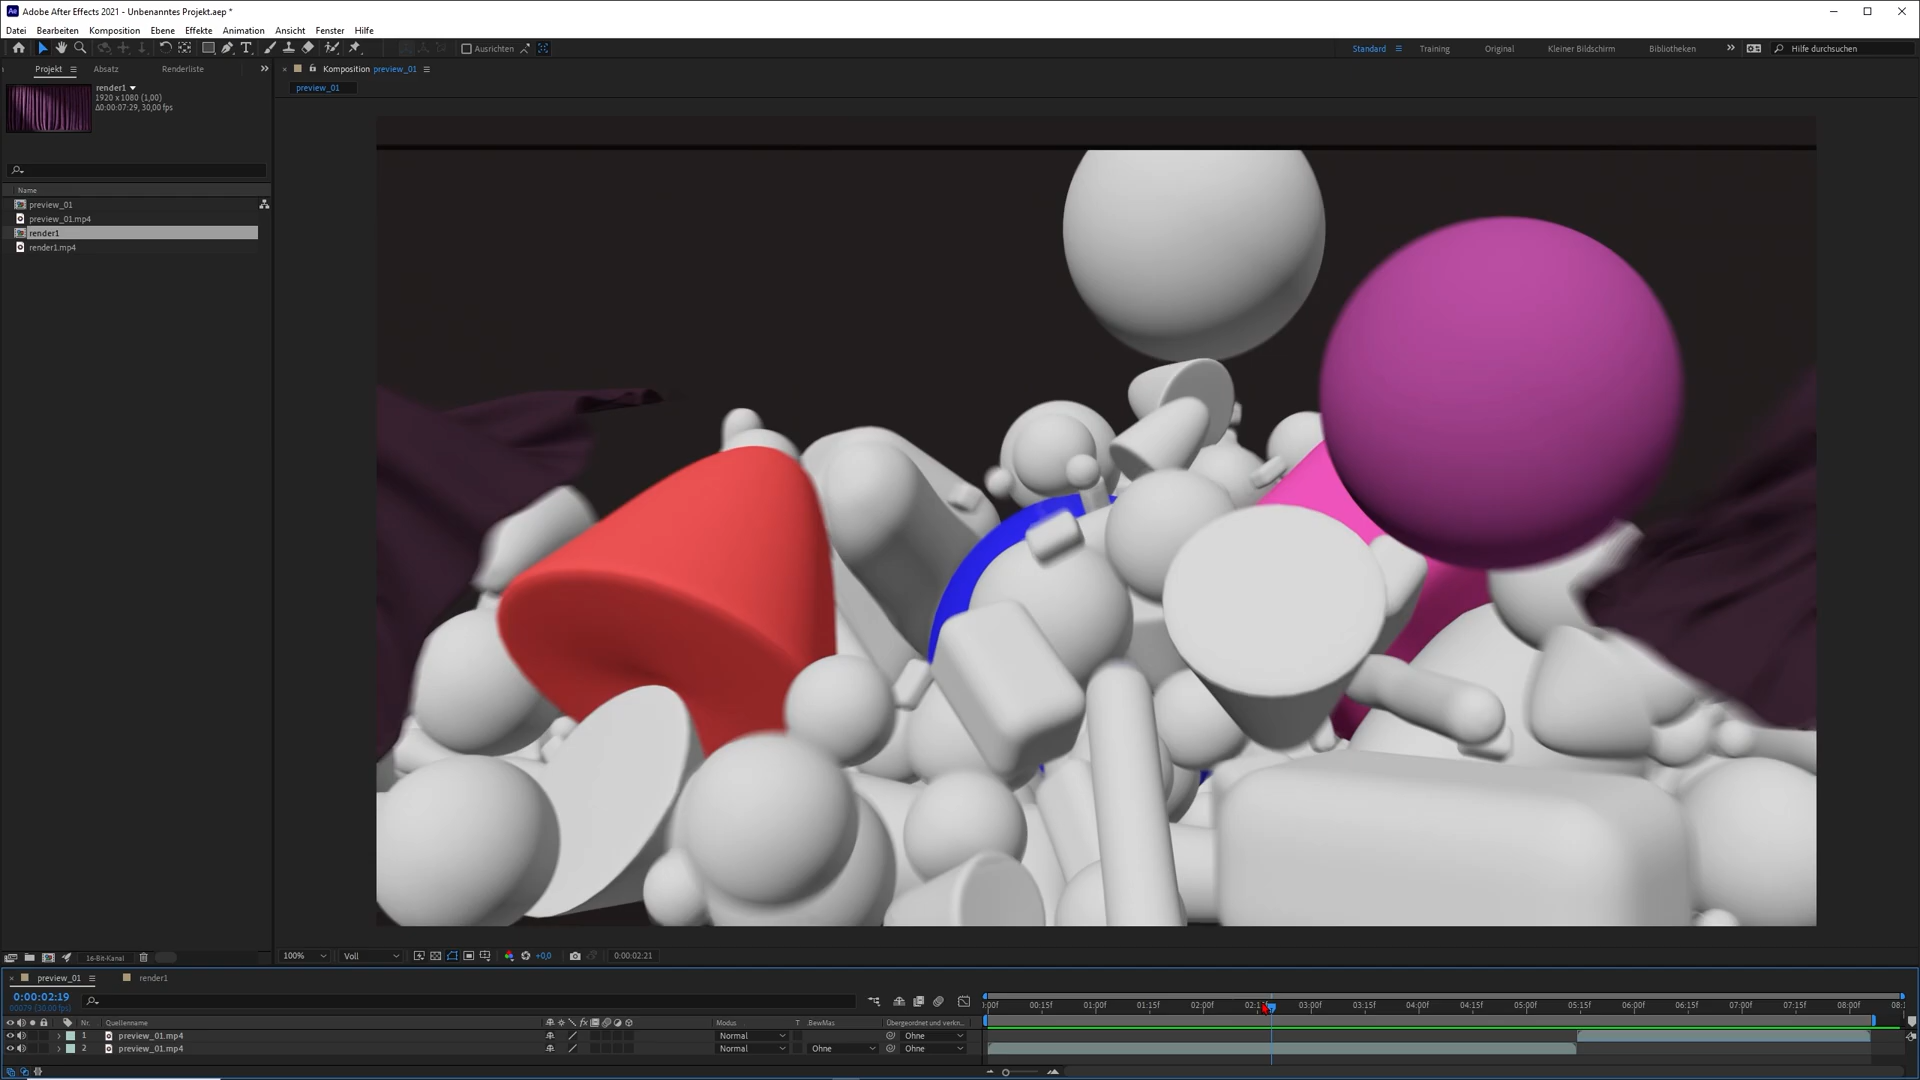 Adobe After Effects 2021 - Unbenanntes Projekt.aep *
Datei Bearbeiten Komposition Ebene Effekte Animation Ansicht Fenster Hilfe
Ausrichten
Standard Training Original Kleiner Bildschirm Bibliotheken Hilfe durchsuchen
Projekt Absatz Renderliste
Komposition preview_01
preview_01
render1
1920 x 1080 (1,00)
Δ0:00:07:29, 30,00 fps
Name
preview_01
preview_01.mp4
render1
render1.mp4
16-Bit-Kanal
100% Voll +0,0 0:00:02:21
preview_01 render1
0:00:02:19
00079 (30,00 fps)
:00f 00:15f 01:00f 01:15f 02:00f 03:00f 03:15f 04:00f 04:15f 05:00f 05:15f 06:00f 06:15f 07:00f 07:15f 08:00f
Nr. Quellenname Modus T .BewMas Übergeordnet und verkn...
1 preview_01.mp4 Normal Ohne
2 preview_01.mp4 Normal Ohne Ohne